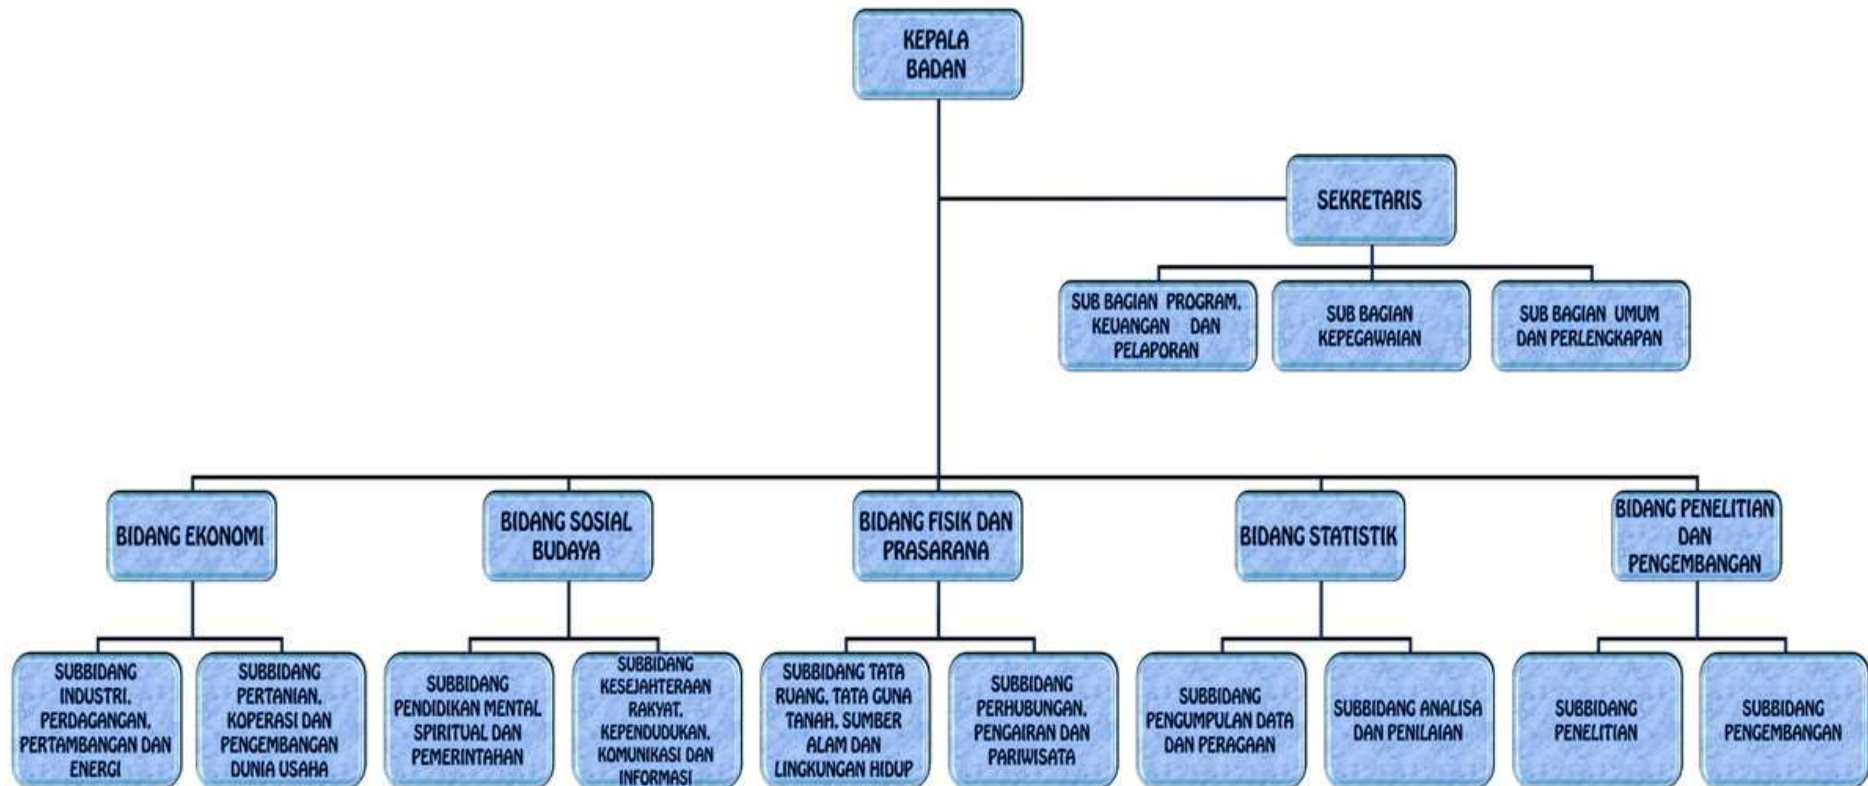 KEPALA
BADAN
SEKRETARIS
SUB BAGIAN PROGRAM,
KEUANGAN DAN
PELAPORAN
SUB BAGIAN
KEPEGAWAIAN
SUB BAGIAN UMUM
DAN PERLENGKAPAN
BIDANG EKONOMI
BIDANG SOSIAL
BUDAYA
BIDANG FISIK DAN
PRASARANA
BIDANG STATISTIK
BIDANG PENELITIAN
DAN
PENGEMBANGAN
SUBBIDANG
INDUSTRI,
PERDAGANGAN,
PERTAMBANGAN DAN
ENERGI
SUBBIDANG
PERTANIAN,
KOPERASI DAN
PENGEMBANGAN
DUNIA USAHA
SUBBIDANG
PENDIDIKAN MENTAL
SPIRITUAL DAN
PEMERINTAHAN
SUBBIDANG
KESEJAHTERAAN
RAKYAT,
KEPENDUDUKAN,
KOMUNIKASI DAN
INFORMASI
SUBBIDANG TATA
RUANG, TATA GUNA
TANAH, SUMBER
ALAM DAN
LINGKUNGAN HIDUP
SUBBIDANG
PERHUBUNGAN,
PENGAIRAN DAN
PARIWISATA
SUBBIDANG
PENGUMPULAN DATA
DAN PERAGAAN
SUBBIDANG ANALISA
DAN PENILAIAN
SUBBIDANG
PENELITIAN
SUBBIDANG
PENGEMBANGAN